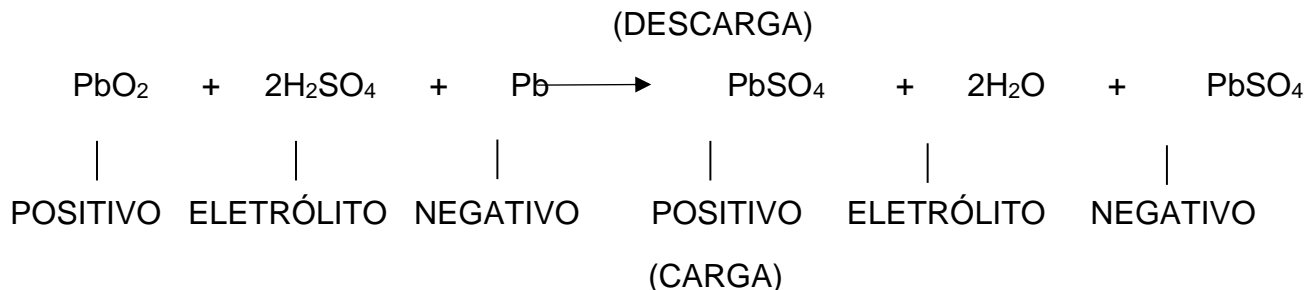 (DESCARGA)
PbO₂ + 2H₂SO₄ + Pb → PbSO₄ + 2H₂O + PbSO₄
POSITIVO ELETRÓLITO NEGATIVO POSITIVO ELETRÓLITO NEGATIVO
(CARGA)